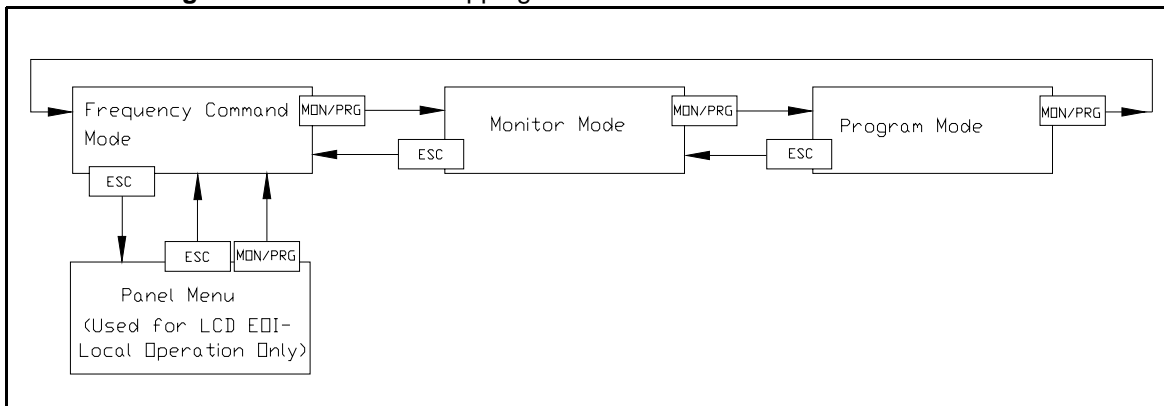 Frequency Command
Mode
MON/PRG
Monitor Mode
MON/PRG
Program Mode
MON/PRG
ESC
ESC
ESC
ESC
MON/PRG
Panel Menu
(Used for LCD EOI-
Local Operation Only)